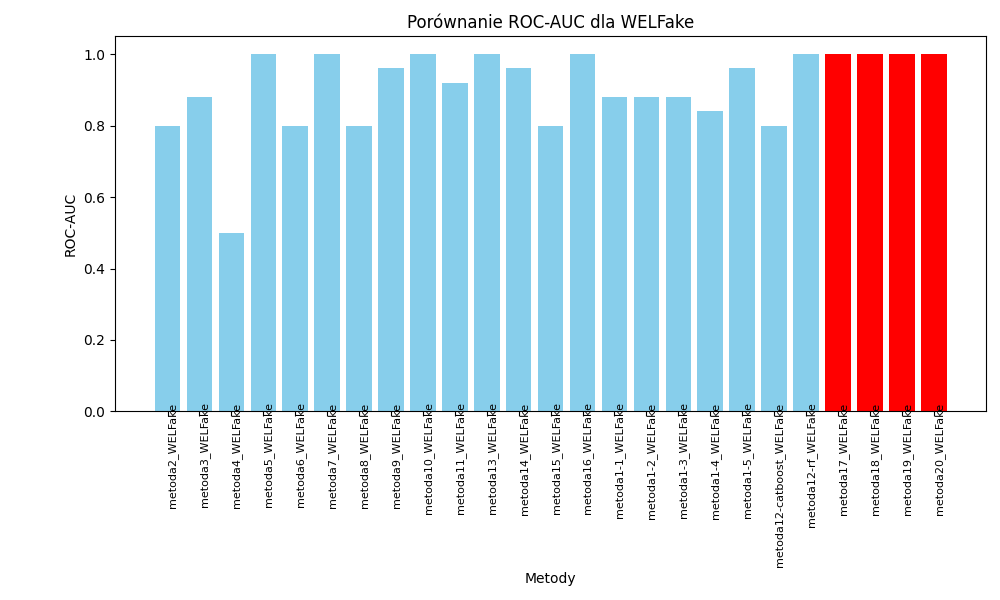 Porównanie ROC-AUC dla WELFake
1.0
0.8
0.6
0.4
0.2
0.0
ROC-AUC
metoda2_WELFake
metoda3_WELFake
metoda4_WELFake
metoda5_WELFake
metoda6_WELFake
metoda7_WELFake
metoda8_WELFake
metoda9_WELFake
metoda10_WELFake
metoda11_WELFake
metoda13_WELFake
metoda14_WELFake
metoda15_WELFake
metoda16_WELFake
metoda1-1_WELFake
metoda1-2_WELFake
metoda1-3_WELFake
metoda1-4_WELFake
metoda1-5_WELFake
metoda12-catboost_WELFake
metoda12-rf_WELFake
metoda17_WELFake
metoda18_WELFake
metoda19_WELFake
metoda20_WELFake
Metody